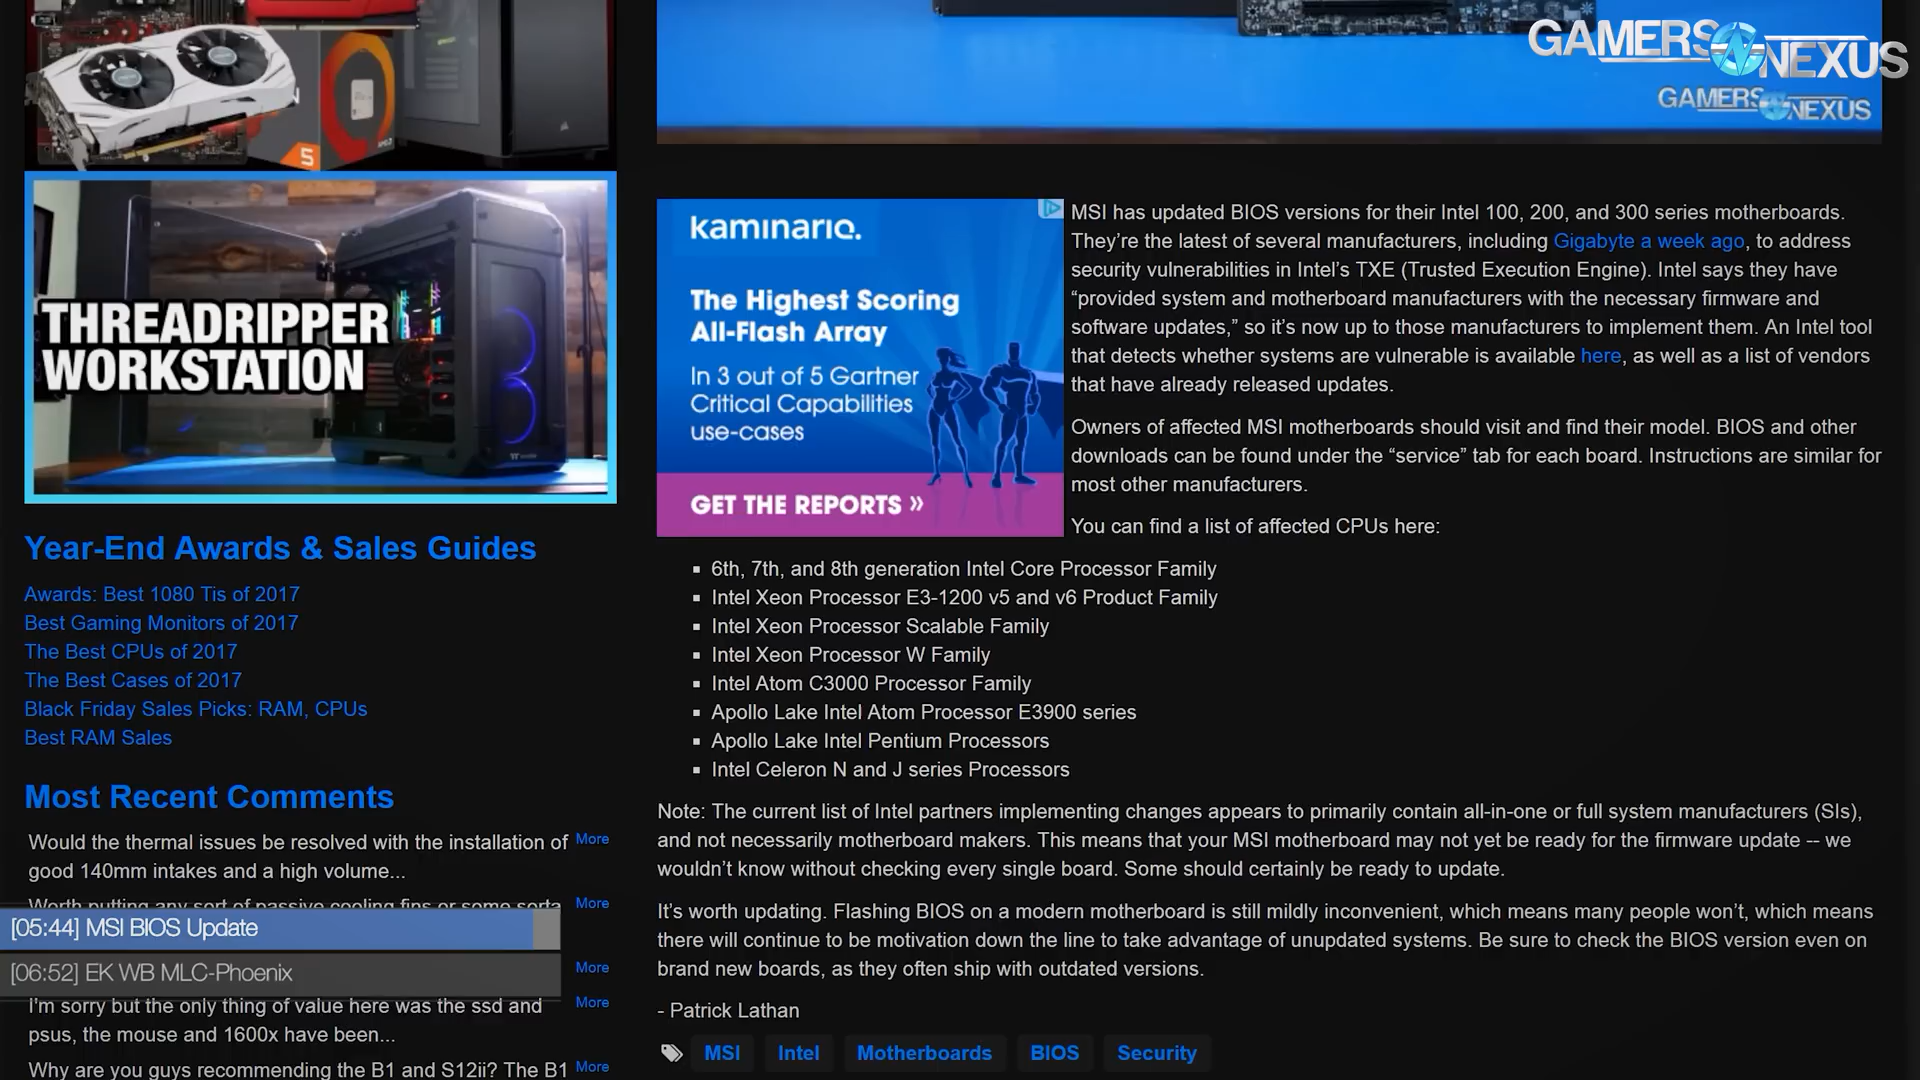 GAMERS NEXUS
GAMERS NEXUS
5
THREADRIPPER
WORKSTATION
Year-End Awards & Sales Guides
Awards: Best 1080 Tis of 2017
Best Gaming Monitors of 2017
The Best CPUs of 2017
The Best Cases of 2017
Black Friday Sales Picks: RAM, CPUs
Best RAM Sales
Most Recent Comments
Would the thermal issues be resolved with the installation of More
good 140mm intakes and a high volume...
Worth putting any sort of passive cooling fins or some sorta More
[05:44] MSI BIOS Update
[06:52] EK WB MLC-Phoenix
More
I'm sorry but the only thing of value here was the ssd and More
psus, the mouse and 1600x have been...
Why are you guys recommending the B1 and S12ii? The B1 More
kaminario.
The Highest Scoring
All-Flash Array
In 3 out of 5 Gartner
Critical Capabilities
use-cases
GET THE REPORTS »
MSI has updated BIOS versions for their Intel 100, 200, and 300 series motherboards.
They’re the latest of several manufacturers, including Gigabyte a week ago, to address
security vulnerabilities in Intel’s TXE (Trusted Execution Engine). Intel says they have
“provided system and motherboard manufacturers with the necessary firmware and
software updates,” so it’s now up to those manufacturers to implement them. An Intel tool
that detects whether systems are vulnerable is available here, as well as a list of vendors
that have already released updates.
Owners of affected MSI motherboards should visit and find their model. BIOS and other
downloads can be found under the “service” tab for each board. Instructions are similar for
most other manufacturers.
You can find a list of affected CPUs here:
▪ 6th, 7th, and 8th generation Intel Core Processor Family
▪ Intel Xeon Processor E3-1200 v5 and v6 Product Family
▪ Intel Xeon Processor Scalable Family
▪ Intel Xeon Processor W Family
▪ Intel Atom C3000 Processor Family
▪ Apollo Lake Intel Atom Processor E3900 series
▪ Apollo Lake Intel Pentium Processors
▪ Intel Celeron N and J series Processors
Note: The current list of Intel partners implementing changes appears to primarily contain all-in-one or full system manufacturers (SIs),
and not necessarily motherboard makers. This means that your MSI motherboard may not yet be ready for the firmware update -- we
wouldn’t know without checking every single board. Some should certainly be ready to update.
It’s worth updating. Flashing BIOS on a modern motherboard is still mildly inconvenient, which means many people won’t, which means
there will continue to be motivation down the line to take advantage of unupdated systems. Be sure to check the BIOS version even on
brand new boards, as they often ship with outdated versions.
- Patrick Lathan
MSI Intel Motherboards BIOS Security